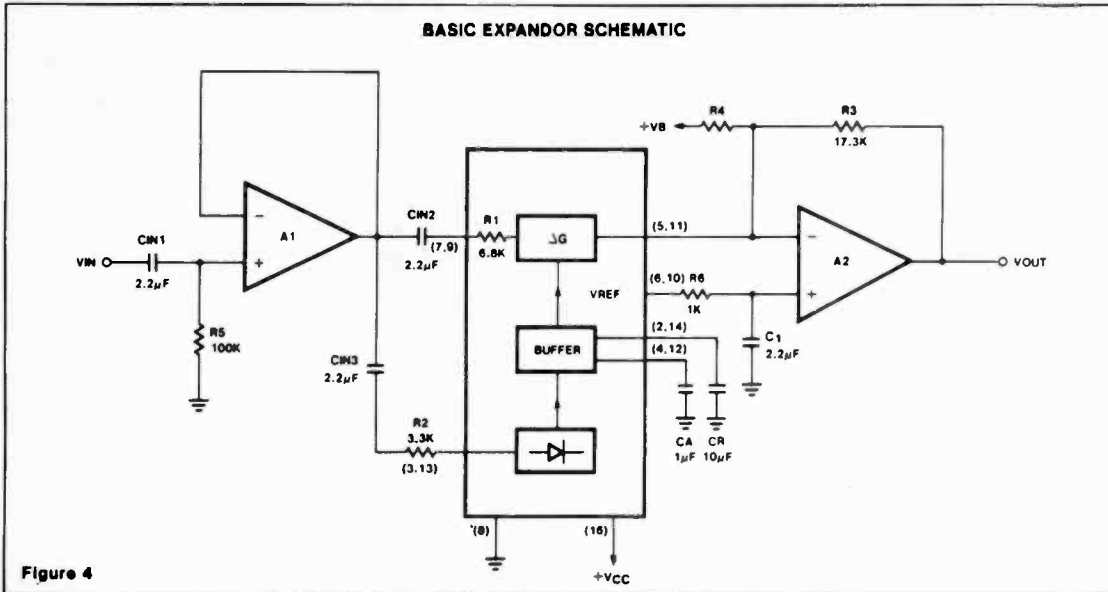 BASIC EXPANDOR SCHEMATIC
R4
R3
+VB
17.3K
CIN2
R1
ΔG
(5,11)
A1
(7,9)
2.2µF
6.8K
A2
VOUT
VIN
CIN1
2.2µF
(6,10) R6
VREF
1K
R5
100K
(2,14)
C1
2.2µF
BUFFER
(4,12)
CIN3
2.2µF
R2
3.3K
(3,13)
CA
1µF
CR
10µF
(8)
(16)
+VCC
Figure 4
-
+
-
+